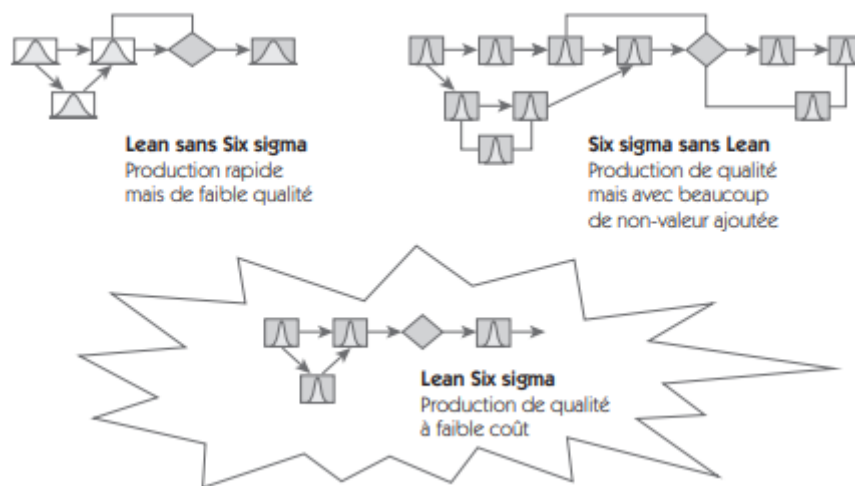 Lean sans Six sigma
Production rapide
mais de faible qualité
Six sigma sans Lean
Production de qualité
mais avec beaucoup
de non-valeur ajoutée
Lean Six sigma
Production de qualité
à faible coût